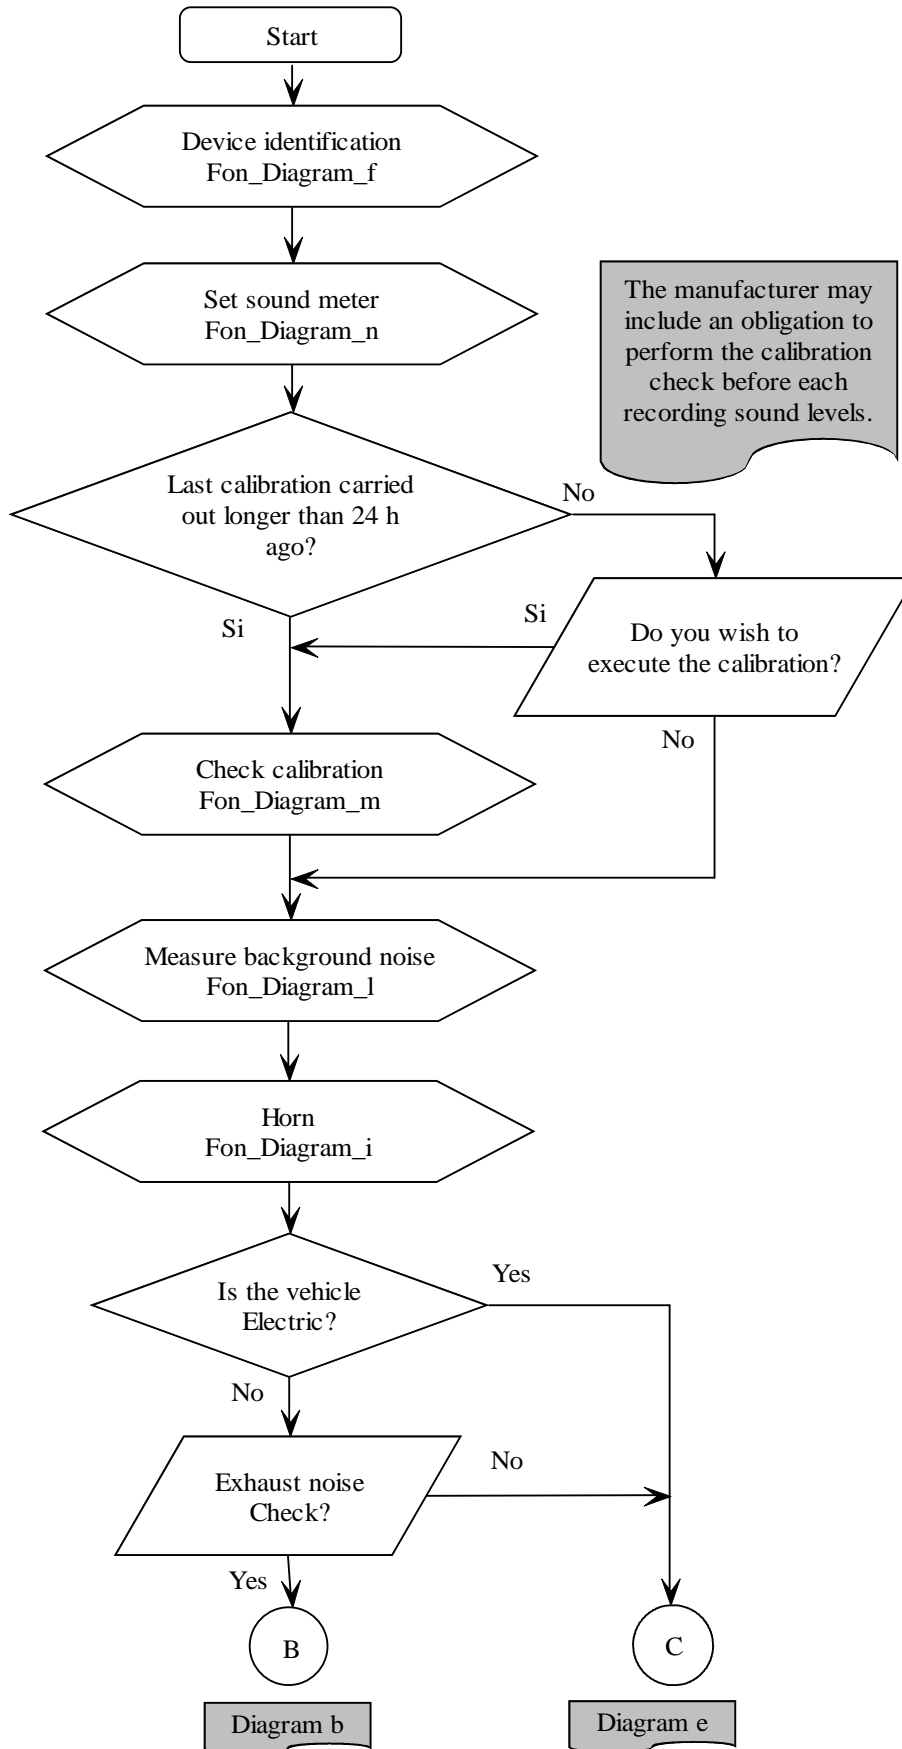 Start
Device identification
Fon_Diagram_f
Set sound meter
Fon_Diagram_n
The manufacturer may
include an obligation to
perform the calibration
check before each
recording sound levels.
Last calibration carried
out longer than 24 h
ago?
No
Si
Si
Do you wish to
execute the calibration?
No
Check calibration
Fon_Diagram_m
Measure background noise
Fon_Diagram_l
Horn
Fon_Diagram_i
Is the vehicle
Electric?
Yes
No
Exhaust noise
Check?
No
Yes
B
C
Diagram b
Diagram e